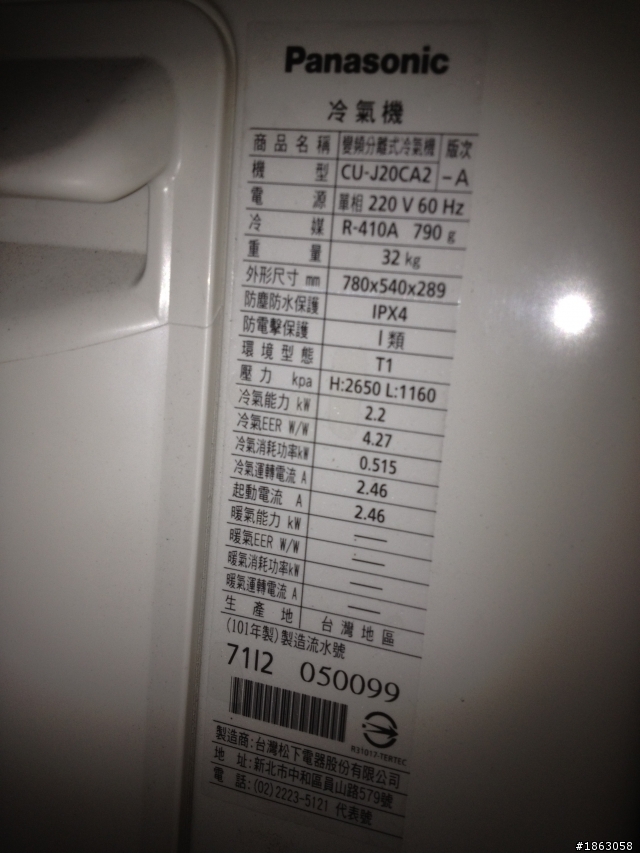 Panasonic
冷氣機
商品名稱 變頻分離式冷氣機 版次
機型 CU-J20CA2 -A
電源 單相 220 V 60 Hz
冷媒 R-410A 790 g
重量 32 kg
外形尺寸 mm 780x540x289
防塵防水保護 IPX4
防電擊保護 I 類
環境型態 T1
壓力 kpa H:2650 L:1160
冷氣能力 kW 2.2
冷氣EER W/W 4.27
冷氣消耗功率kW 0.515
冷氣運轉電流 A 2.46
起動電流 A 2.46
暖氣能力 kW —
暖氣EER W/W —
暖氣消耗功率kW —
暖氣運轉電流 A —
生產地 台灣地區
(101年製)製造流水號
71I2 050099
R31017-TERTEC
製造商:台灣松下電器股份有限公司
地址:新北市中和區員山路579號
電話:(02)2223-5121 代表號
#1863058